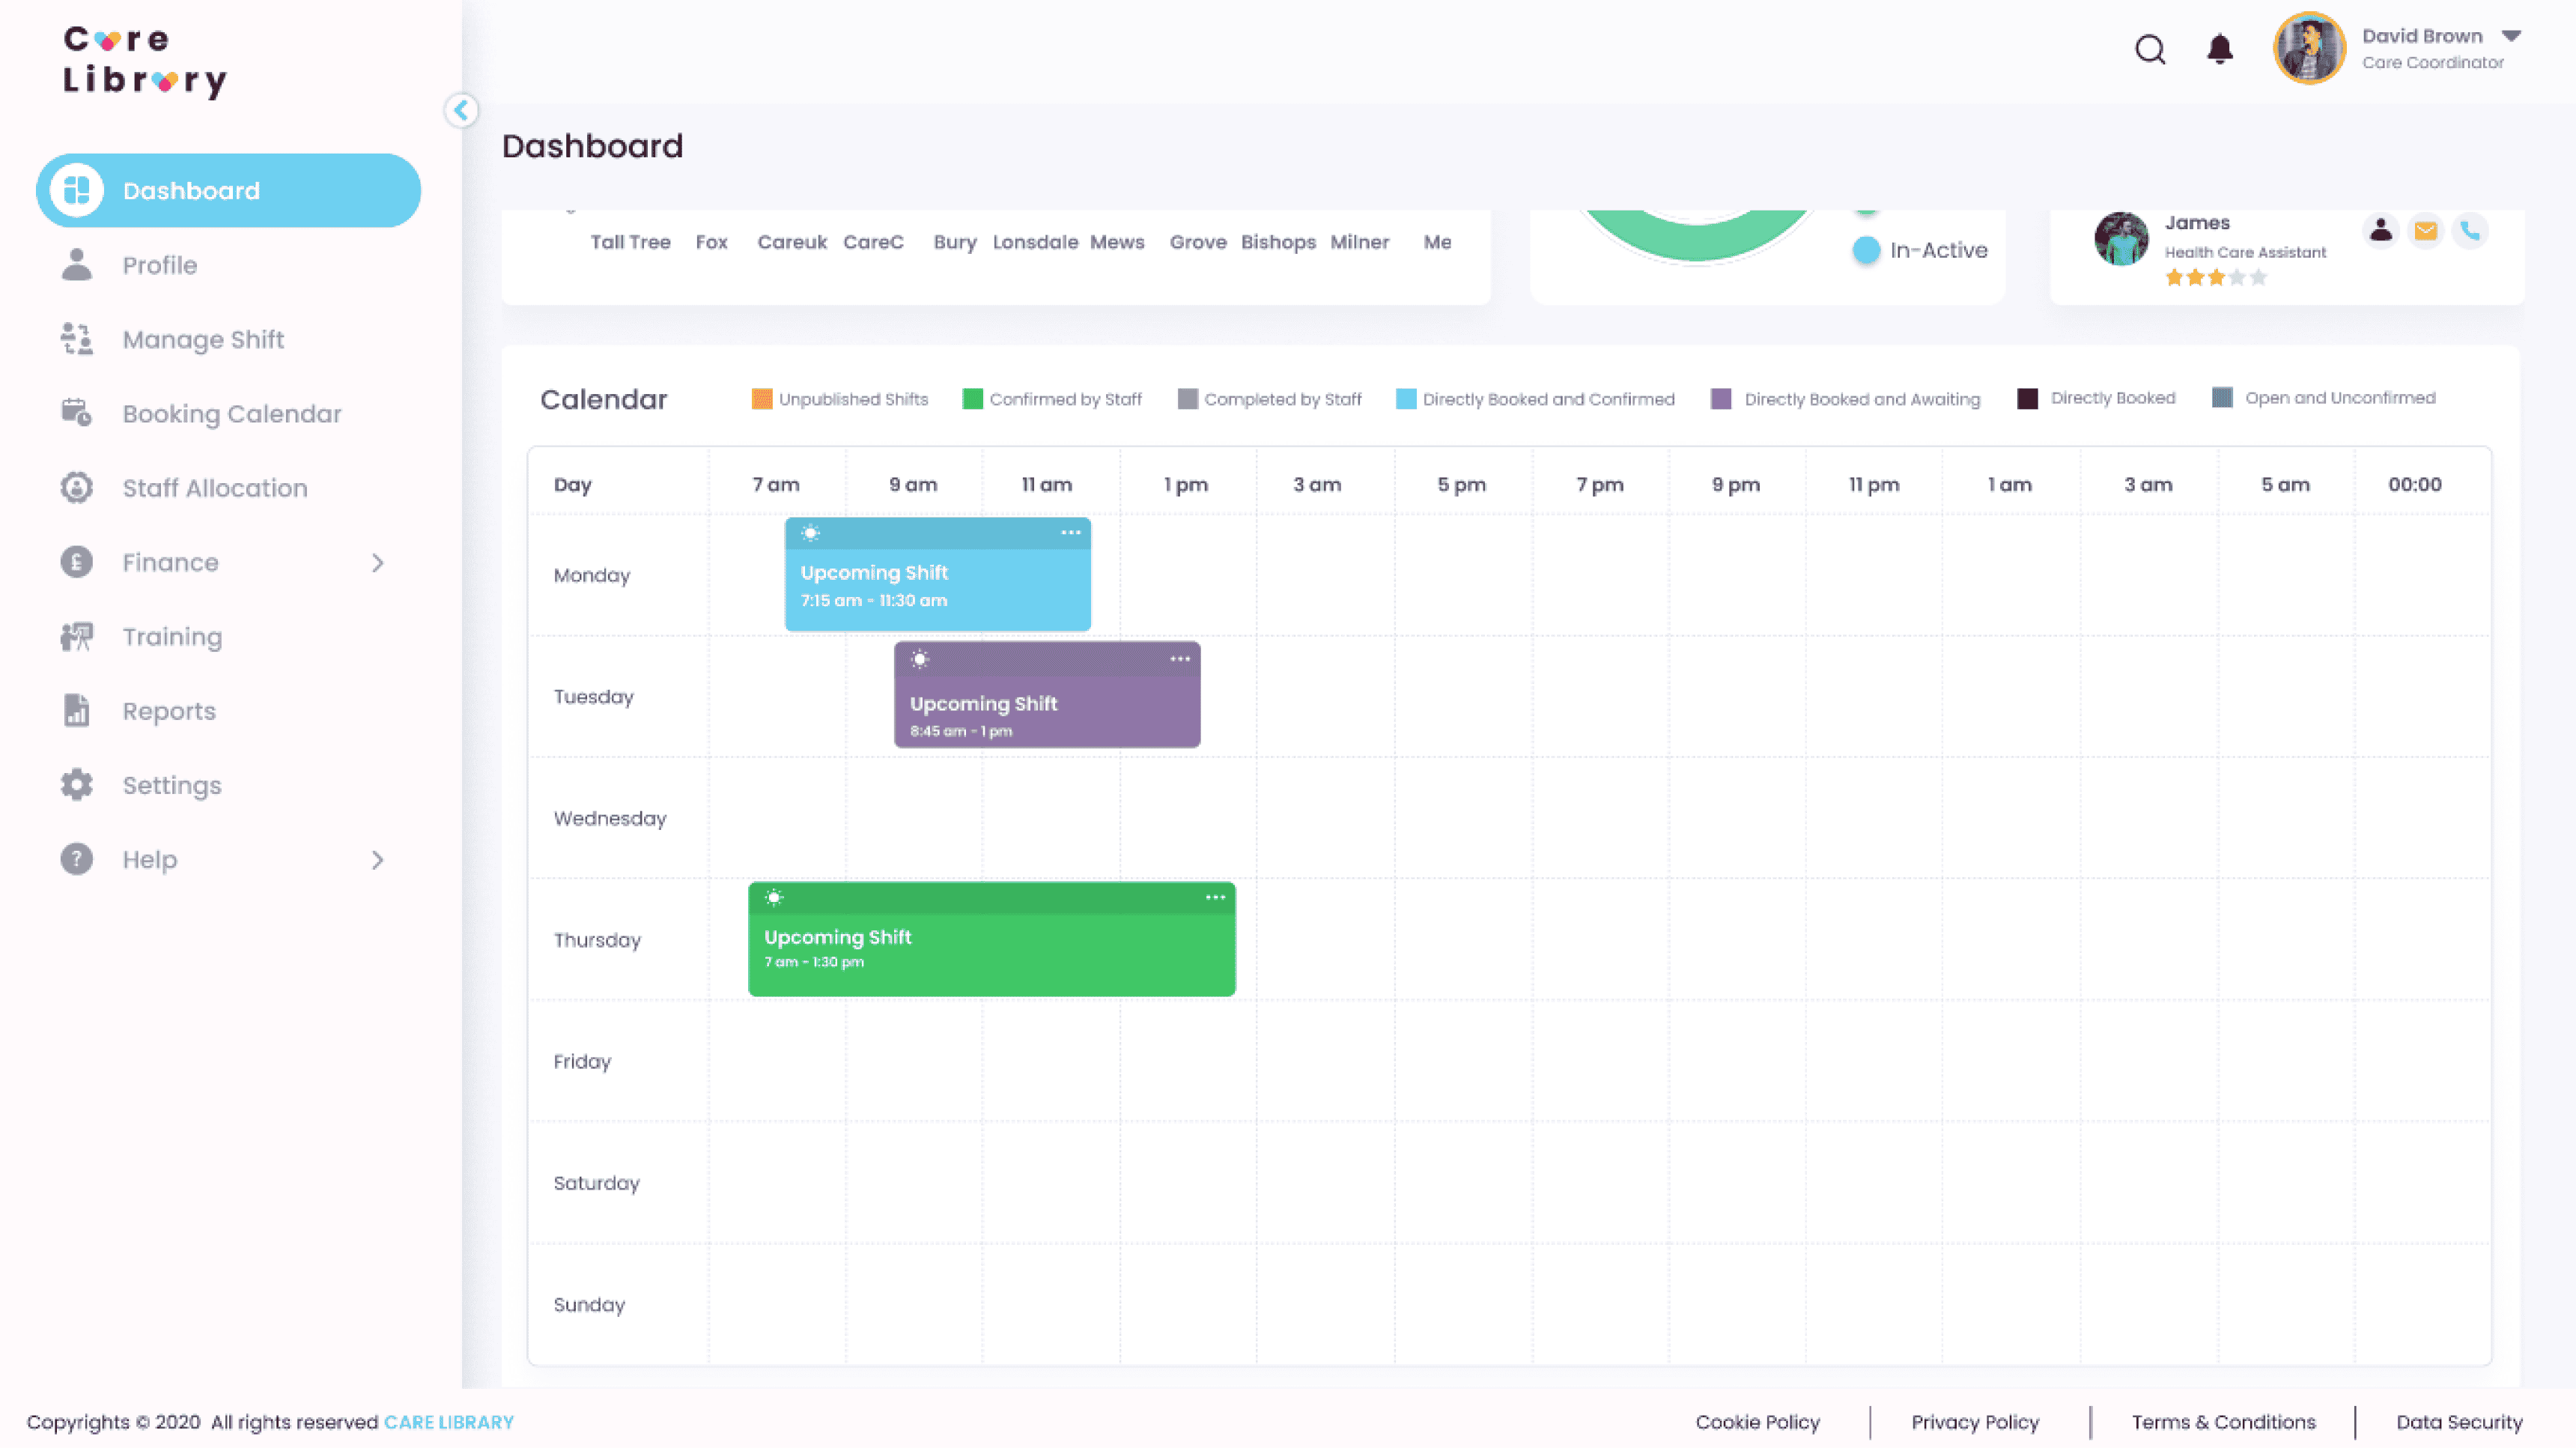 Care
Library
David Brown
Care Coordinator
Dashboard
Dashboard
Profile
Manage Shift
Booking Calendar
Staff Allocation
Finance
Training
Reports
Settings
Help
Tall Tree Fox Careuk CareC Bury Lonsdale Mews Grove Bishops Milner Me
In-Active
James
Health Care Assistant
Calendar
Unpublished Shifts Confirmed by Staff Completed by Staff Directly Booked and Confirmed Directly Booked and Awaiting Directly Booked Open and Unconfirmed
Day 7 am 9 am 11 am 1 pm 3 am 5 pm 7 pm 9 pm 11 pm 1 am 3 am 5 am 00:00
Monday
Upcoming Shift
7:15 am - 11:30 am
Tuesday
Upcoming Shift
8:45 am - 1 pm
Wednesday
Thursday
Upcoming Shift
7 am - 1:30 pm
Friday
Saturday
Sunday
Copyrights © 2020 All rights reserved CARE LIBRARY
Cookie Policy Privacy Policy Terms & Conditions Data Security